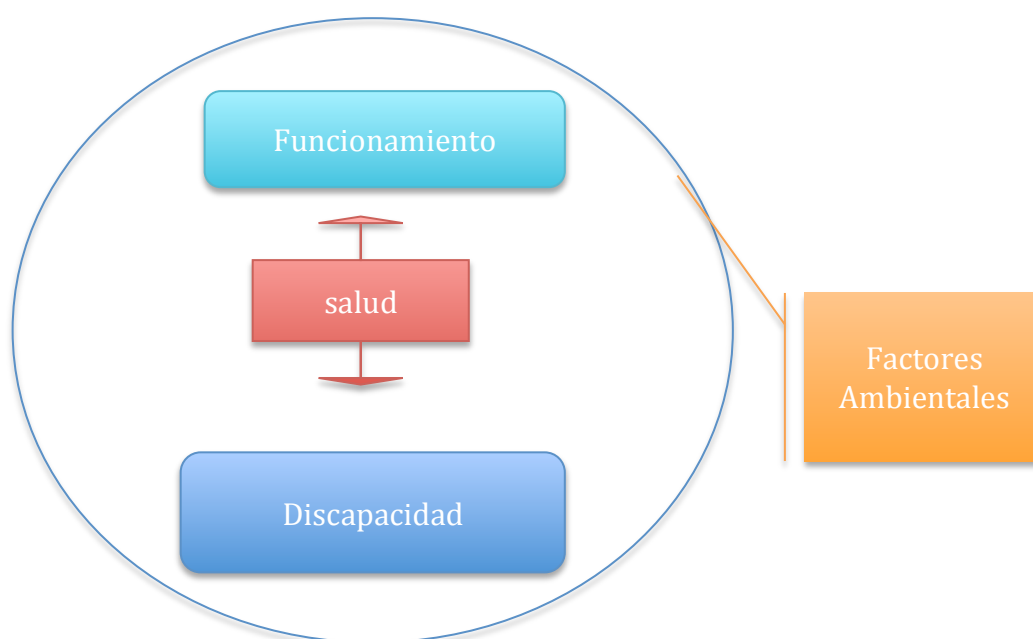 Funcionamiento
salud
Factores
Ambientales
Discapacidad